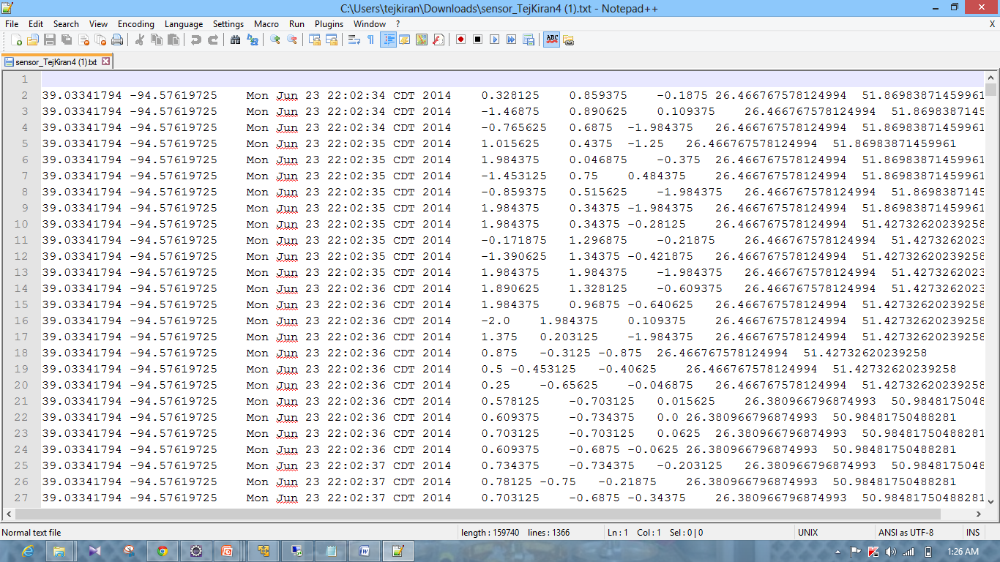 C:\Users\tejkiran\Downloads\sensor_TejKiran4 (1).txt - Notepad++
File Edit Search View Encoding Language Settings Macro Run Plugins Window ? X
ABC
sensor_TejKiran4 (1).txt
1
2 39.03341794 -94.57619725 Mon Jun 23 22:02:34 CDT 2014 0.328125 0.859375 -0.1875 26.466767578124994 51.86983871459961
3 39.03341794 -94.57619725 Mon Jun 23 22:02:34 CDT 2014 -1.46875 0.890625 0.109375 26.466767578124994 51.8698387145
4 39.03341794 -94.57619725 Mon Jun 23 22:02:34 CDT 2014 -0.765625 0.6875 -1.984375 26.466767578124994 51.86983871459961
5 39.03341794 -94.57619725 Mon Jun 23 22:02:35 CDT 2014 1.015625 0.4375 -1.25 26.466767578124994 51.86983871459961
6 39.03341794 -94.57619725 Mon Jun 23 22:02:35 CDT 2014 1.984375 0.046875 -0.375 26.466767578124994 51.86983871459961
7 39.03341794 -94.57619725 Mon Jun 23 22:02:35 CDT 2014 -1.453125 0.75 0.484375 26.466767578124994 51.86983871459961
8 39.03341794 -94.57619725 Mon Jun 23 22:02:35 CDT 2014 -0.859375 0.515625 -1.984375 26.466767578124994 51.8698387145
9 39.03341794 -94.57619725 Mon Jun 23 22:02:35 CDT 2014 1.984375 0.34375 -1.984375 26.466767578124994 51.86983871459961
10 39.03341794 -94.57619725 Mon Jun 23 22:02:35 CDT 2014 1.984375 0.34375 -0.28125 26.466767578124994 51.42732620239258
11 39.03341794 -94.57619725 Mon Jun 23 22:02:35 CDT 2014 -0.171875 1.296875 -0.21875 26.466767578124994 51.4273262023
12 39.03341794 -94.57619725 Mon Jun 23 22:02:35 CDT 2014 -1.390625 1.34375 -0.421875 26.466767578124994 51.42732620239258
13 39.03341794 -94.57619725 Mon Jun 23 22:02:35 CDT 2014 1.984375 1.984375 -1.984375 26.466767578124994 51.4273262023
14 39.03341794 -94.57619725 Mon Jun 23 22:02:36 CDT 2014 1.890625 1.328125 -0.609375 26.466767578124994 51.4273262023
15 39.03341794 -94.57619725 Mon Jun 23 22:02:36 CDT 2014 1.984375 0.96875 -0.640625 26.466767578124994 51.42732620239258
16 39.03341794 -94.57619725 Mon Jun 23 22:02:36 CDT 2014 -2.0 1.984375 0.109375 26.466767578124994 51.42732620239258
17 39.03341794 -94.57619725 Mon Jun 23 22:02:36 CDT 2014 1.375 0.203125 -1.984375 26.466767578124994 51.42732620239258
18 39.03341794 -94.57619725 Mon Jun 23 22:02:36 CDT 2014 0.875 -0.3125 -0.875 26.466767578124994 51.42732620239258
19 39.03341794 -94.57619725 Mon Jun 23 22:02:36 CDT 2014 0.5 -0.453125 -0.40625 26.466767578124994 51.42732620239258
20 39.03341794 -94.57619725 Mon Jun 23 22:02:36 CDT 2014 0.25 -0.65625 -0.046875 26.466767578124994 51.42732620239258
21 39.03341794 -94.57619725 Mon Jun 23 22:02:36 CDT 2014 0.578125 -0.703125 0.015625 26.380966796874993 50.9848175048
22 39.03341794 -94.57619725 Mon Jun 23 22:02:36 CDT 2014 0.609375 -0.734375 0.0 26.380966796874993 50.98481750488281
23 39.03341794 -94.57619725 Mon Jun 23 22:02:36 CDT 2014 0.703125 -0.703125 0.0625 26.380966796874993 50.98481750488281
24 39.03341794 -94.57619725 Mon Jun 23 22:02:36 CDT 2014 0.609375 -0.6875 -0.0625 26.380966796874993 50.98481750488281
25 39.03341794 -94.57619725 Mon Jun 23 22:02:37 CDT 2014 0.734375 -0.734375 -0.203125 26.380966796874993 50.9848175048
26 39.03341794 -94.57619725 Mon Jun 23 22:02:37 CDT 2014 0.78125 -0.75 -0.21875 26.380966796874993 50.98481750488281
27 39.03341794 -94.57619725 Mon Jun 23 22:02:37 CDT 2014 0.703125 -0.6875 -0.34375 26.380966796874993 50.98481750488281
Normal text file length : 159740 lines : 1366 Ln : 1 Col : 1 Sel : 0 | 0 UNIX ANSI as UTF-8 INS
1:26 AM